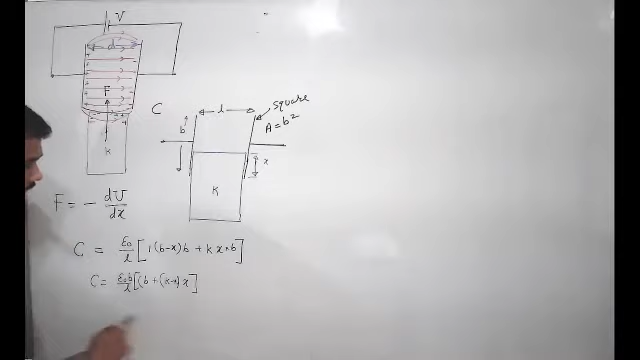 V
d
F
K
C
l
square
A = b²
b
x
K
F = - dU/dx
C = ε₀/l [1(b-x)b + K x × b]
C = ε₀b/l [(b + (K-1)x]